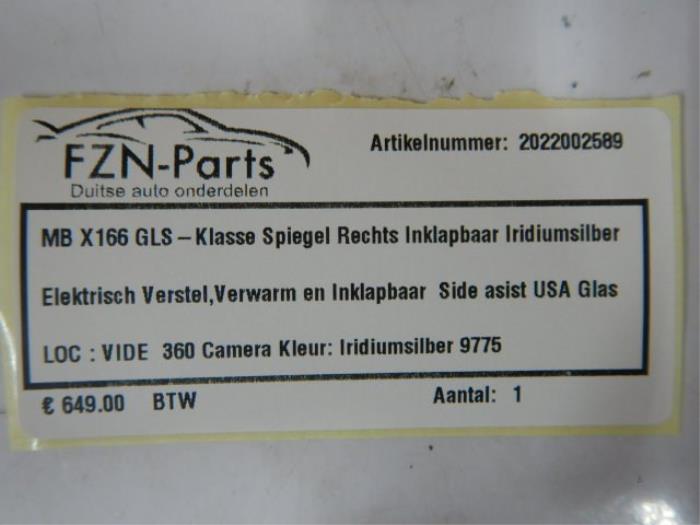 FZN-Parts
Duitse auto onderdelen
Artikelnummer: 2022002589
MB X166 GLS – Klasse Spiegel Rechts Inklapbaar Iridiumsilber
Elektrisch Verstel,Verwarm en Inklapbaar Side asist USA Glas
LOC : VIDE 360 Camera Kleur: Iridiumsilber 9775
€ 649.00 BTW Aantal: 1